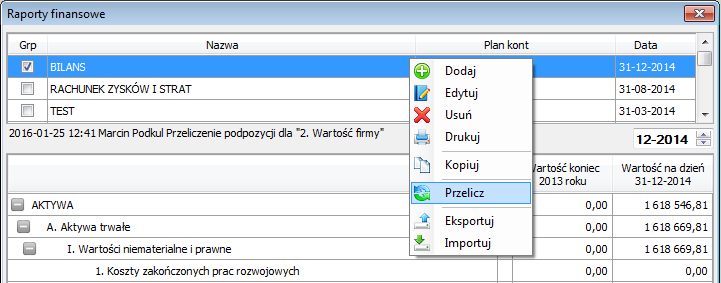 Raporty finansowe
Grp Nazwa Plan kont Data
BILANS 31-12-2014
RACHUNEK ZYSKÓW I STRAT 31-08-2014
TEST 31-03-2014
2016-01-25 12:41 Marcin Podkul Przeliczenie podpozycji dla "2. Wartość firmy" 12-2014
Dodaj
Edytuj
Usuń
Drukuj
Kopiuj
Przelicz
Eksportuj
Importuj
Wartość koniec Wartość na dzień
2013 roku 31-12-2014
AKTYWA 0,00 1 618 546,81
A. Aktywa trwałe 0,00 1 618 669,81
I. Wartości niematerialne i prawne 0,00 1 618 669,81
1. Koszty zakończonych prac rozwojowych 0,00 0,00